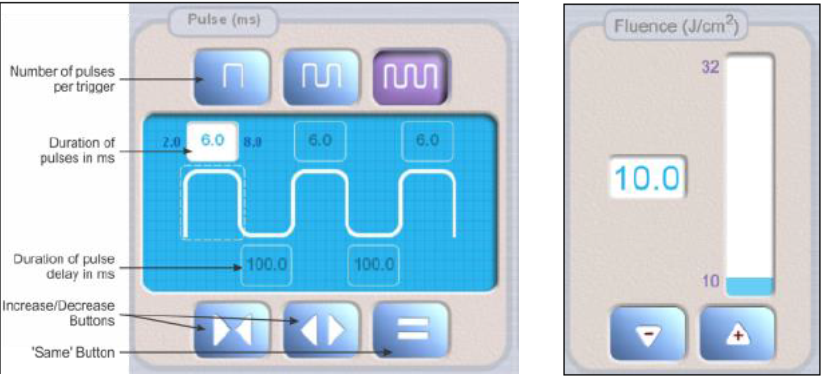 Pulse (ms)
Number of pulses
per trigger
Duration of
pulses in ms
2.0 6.0 8.0 6.0 6.0
Duration of pulse
delay in ms
100.0 100.0
Increase/Decrease
Buttons
'Same' Button
Fluence (J/cm²)
32
10.0
10
- +